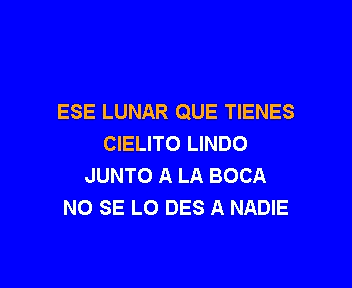 ESE LUNAR QUE TIENES
CIELITO LINDO
JUNTO A LA BOCA
NO SE LO DES A NADIE